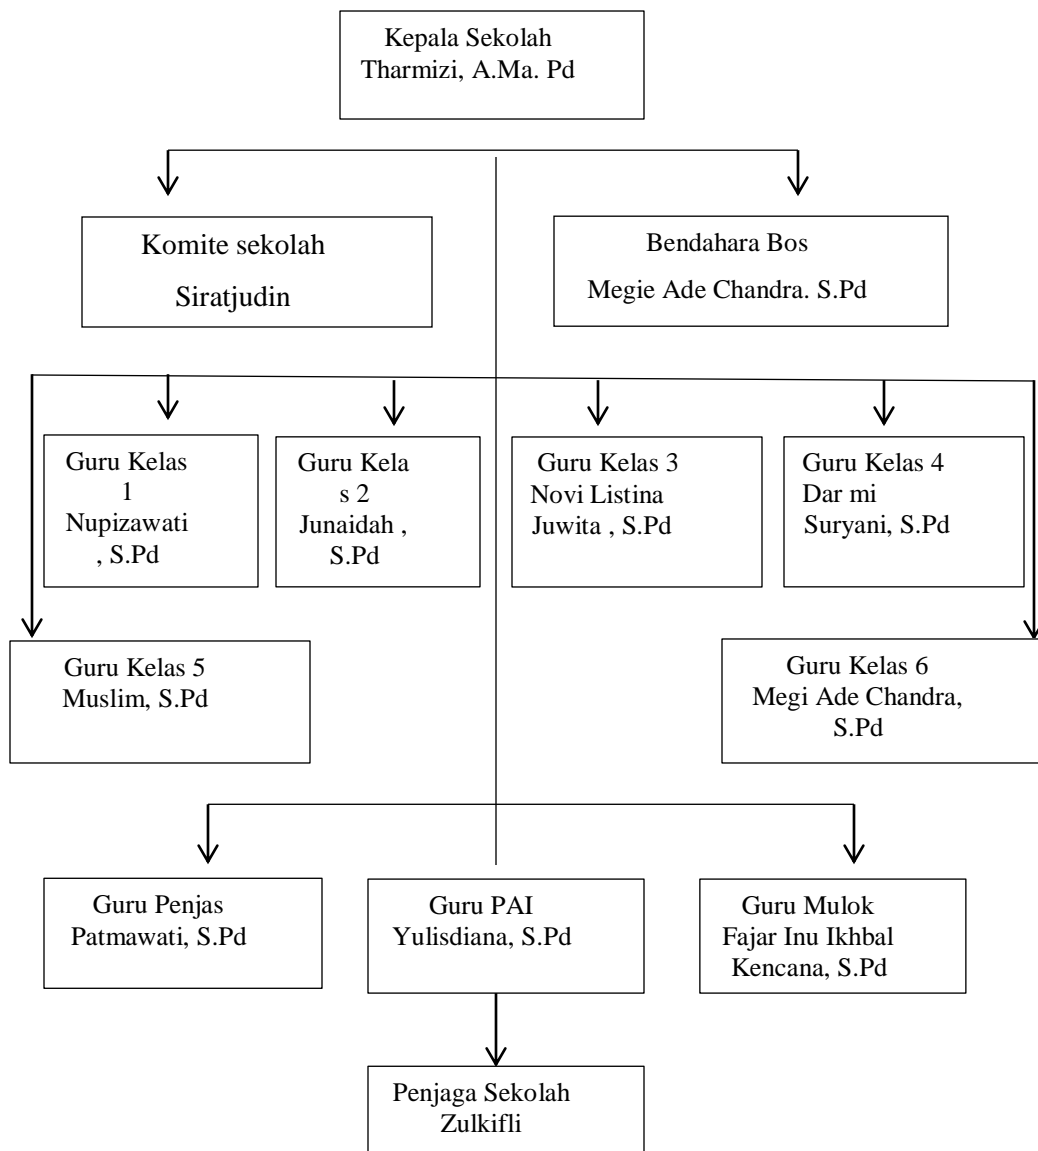 Kepala Sekolah
Tharmizi, A.Ma. Pd
Komite sekolah
Siratjudin
Bendahara Bos
Megie Ade Chandra. S.Pd
Guru Kelas
1
Nupizawati
, S.Pd
Guru Kela
s 2
Junaidah ,
S.Pd
Guru Kelas 3
Novi Listina
Juwita , S.Pd
Guru Kelas 4
Dar mi
Suryani, S.Pd
Guru Kelas 5
Muslim, S.Pd
Guru Kelas 6
Megi Ade Chandra,
S.Pd
Guru Penjas
Patmawati, S.Pd
Guru PAI
Yulisdiana, S.Pd
Guru Mulok
Fajar Inu Ikhbal
Kencana, S.Pd
Penjaga Sekolah
Zulkifli